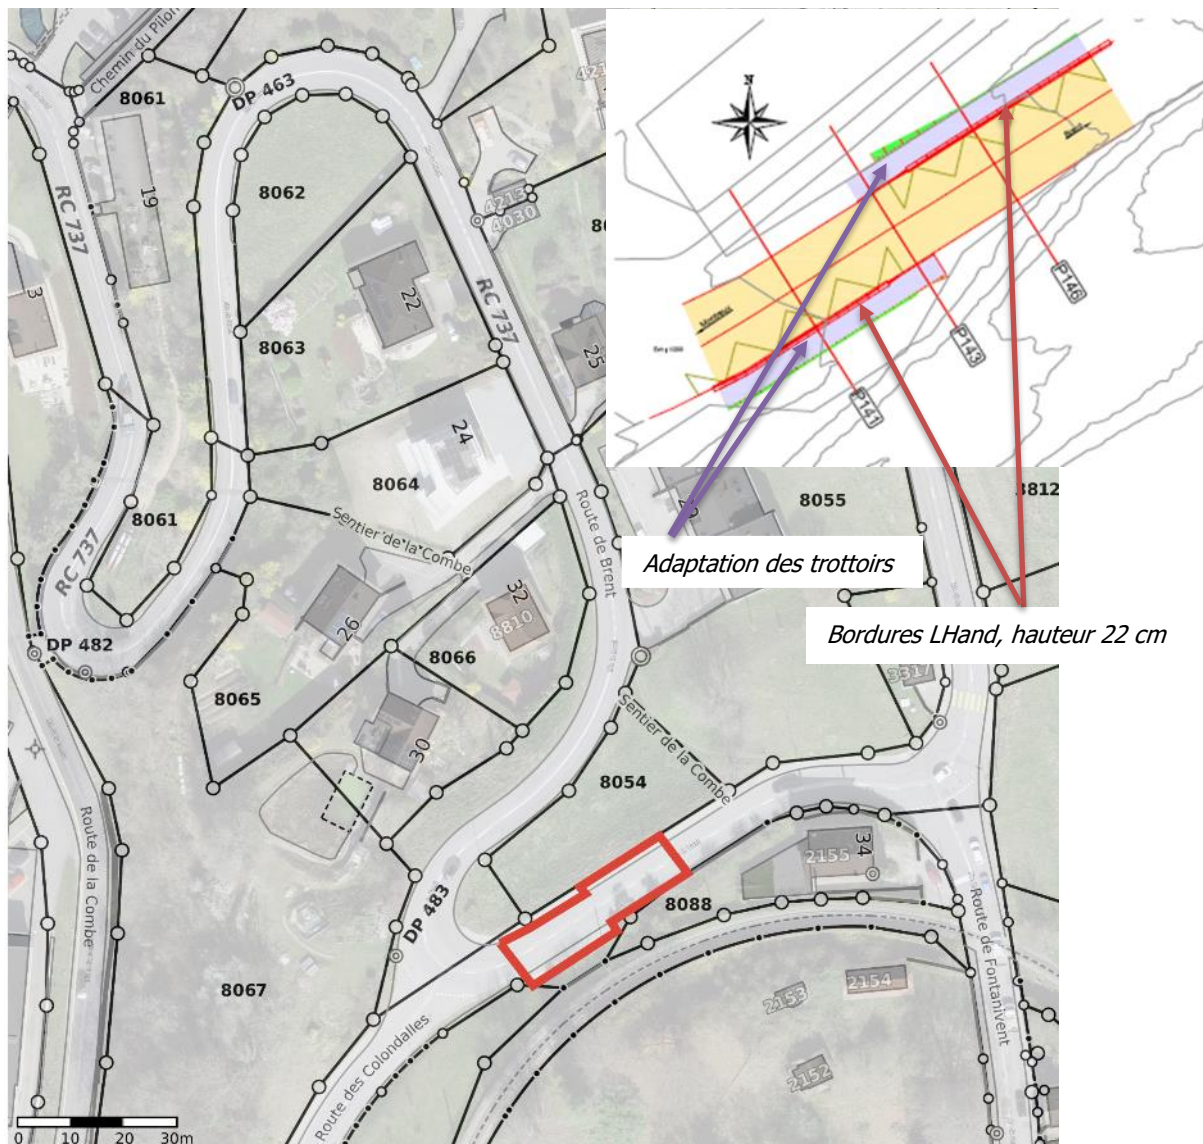 Chemin du Pilon
8061
DP 463
N
4213
4030
RC 737
19
8062
3
22
RC 737
25
8063
P146
P143
P141
24
8064
8055
3812
Sentier de la Combe
Route de Brent
8061
RC 737
Adaptation des trottoirs
32
8810
26
Bordures LHand, hauteur 22 cm
DP 482
8066
3317
8065
30
Sentier de la Combe
8054
34
2155
Route de la Combe
8088
DP 483
Route de Fontanivent
8067
2154
2153
Route des Colondalles
2152
0 10 20 30m